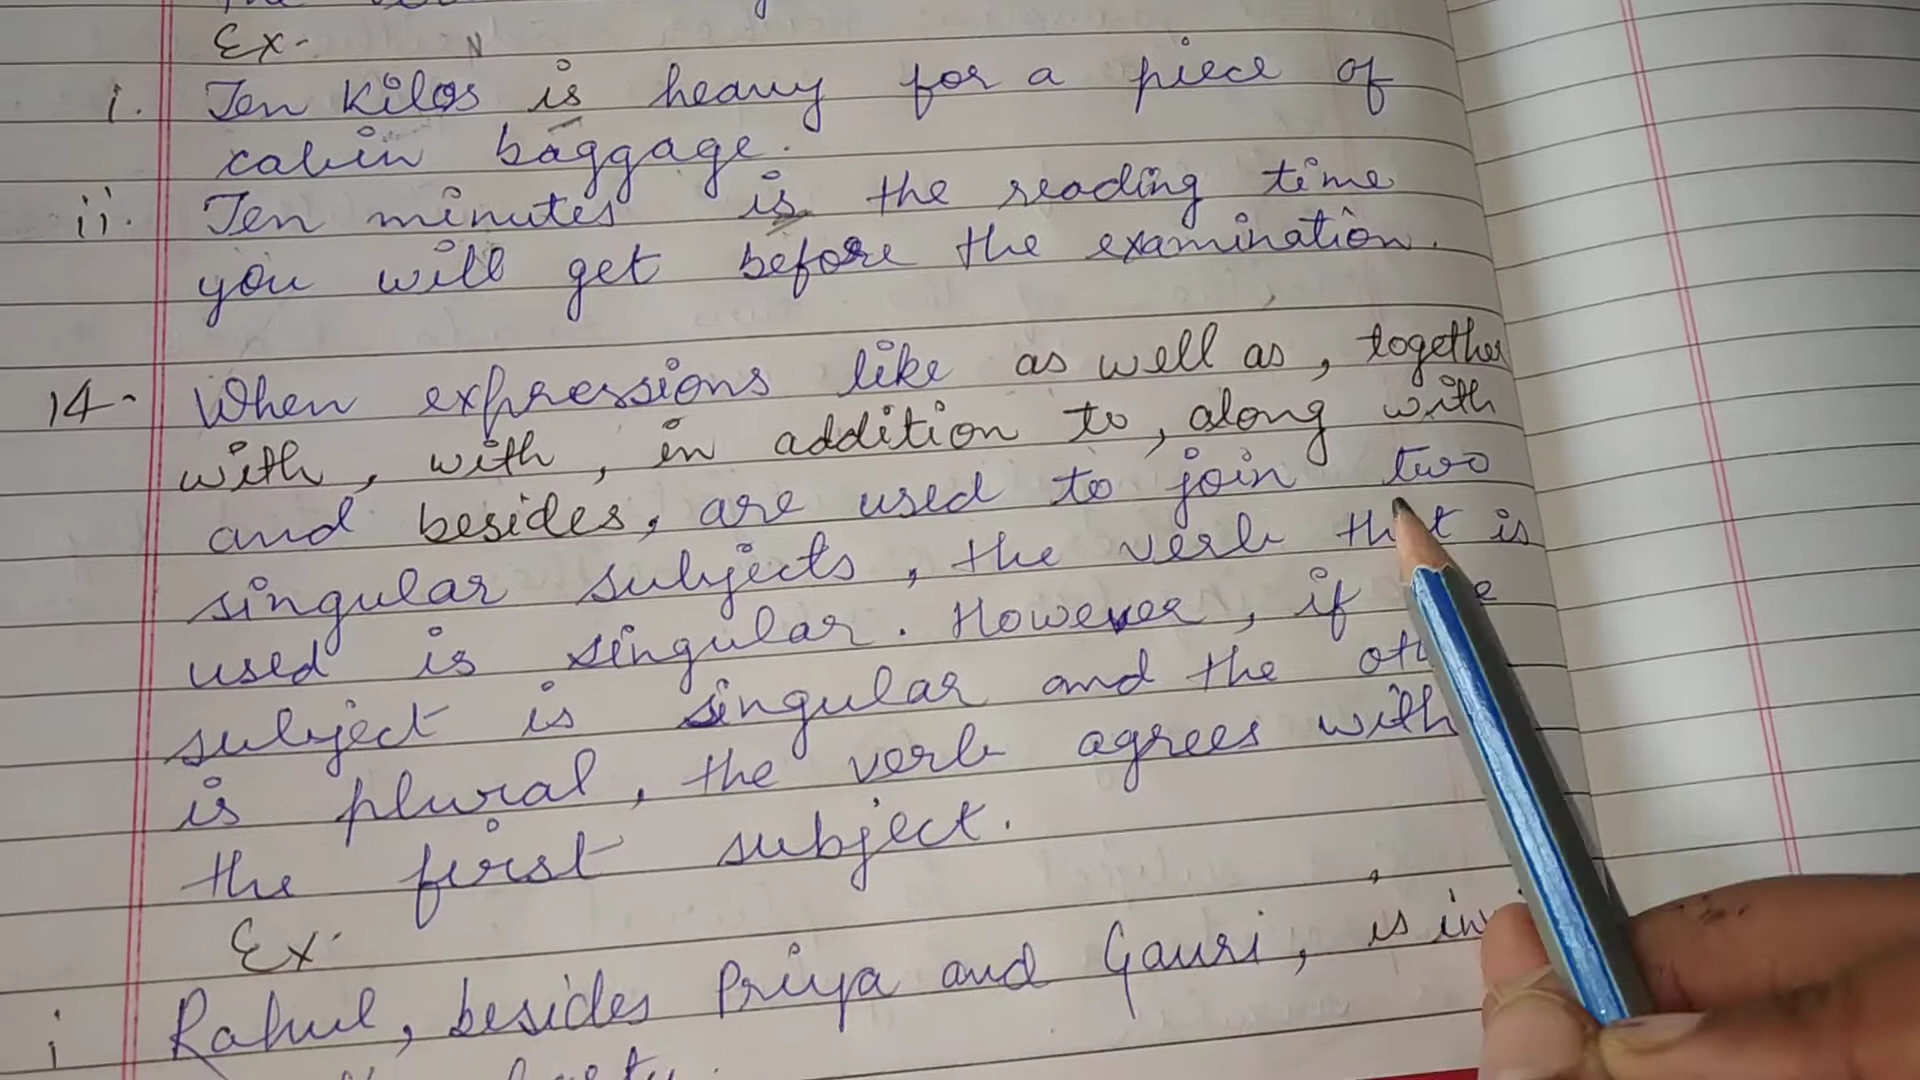 Ex-
i. Ten kilos is heavy for a piece of
cabin baggage.
ii. Ten minutes is the reading time
you will get before the examination.
14- When expressions like as well as, together
with, with, in addition to, along with
and besides, are used to join two
singular subjects, the verb that is
used is singular. However, if
subject is singular and the
is plural, the verb agrees with
the first subject.
Ex-
i Rahul, besides Priya and Gauri, is